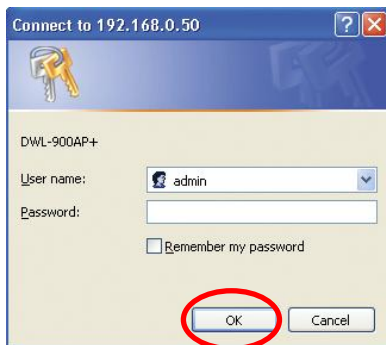 Connect to 192.168.0.50
DWL-900AP+
User name:
admin
Password:
Remember my password
OK
Cancel